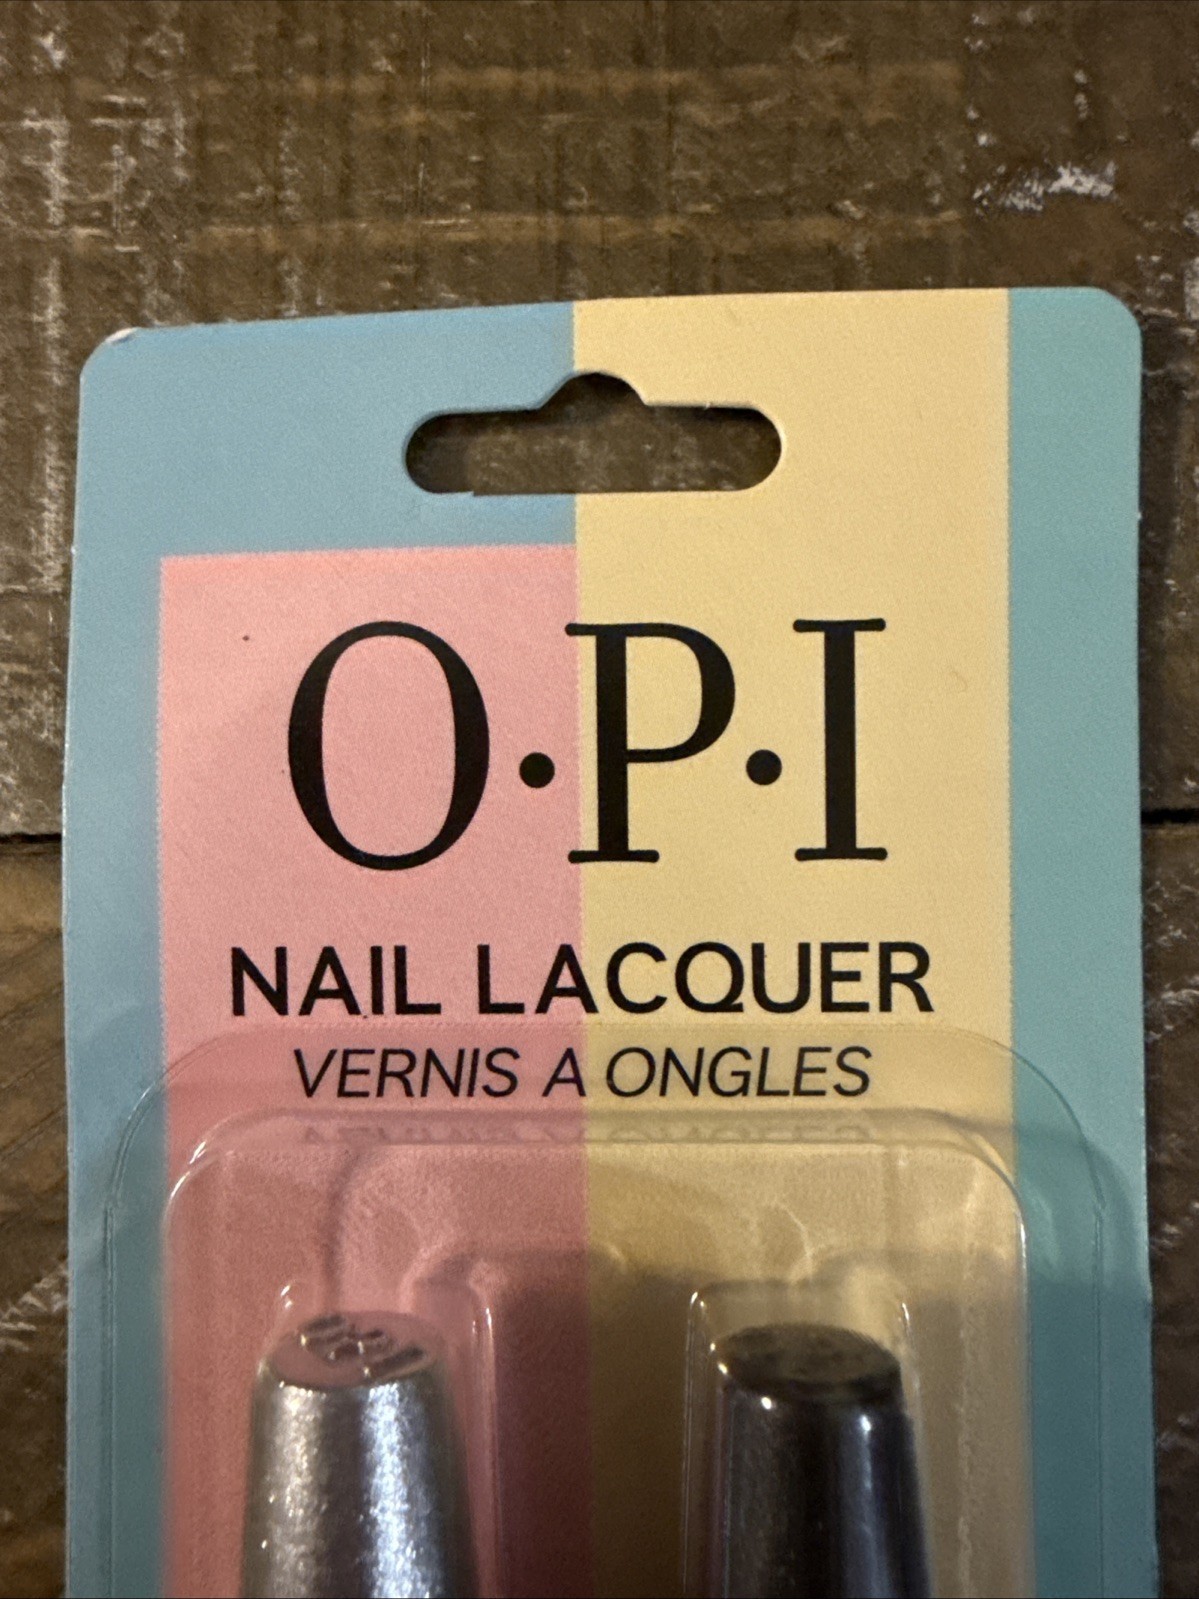 O·P·I
NAIL LACQUER
VERNIS A ONGLES